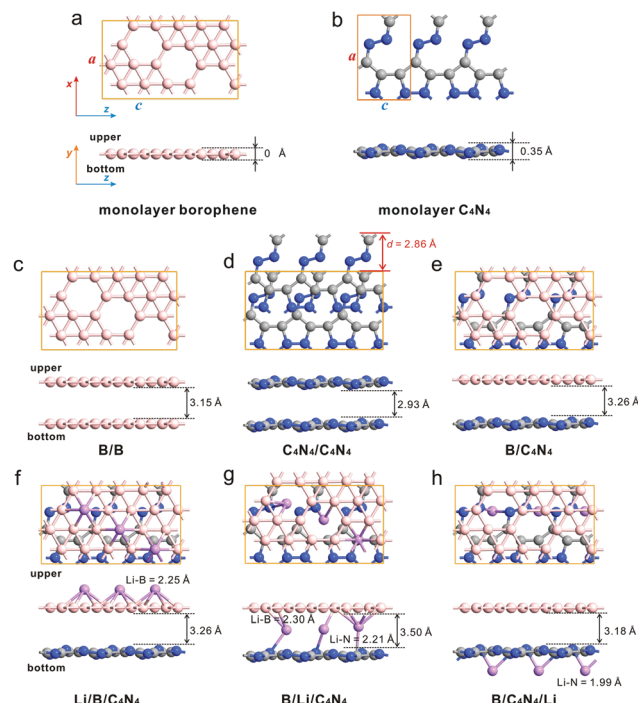 a
b
a
x
c
z
a
c
upper
y
bottom
z
0 Å
0.35 Å
monolayer borophene
monolayer C₄N₄
c
d
d = 2.86 Å
e
upper
3.15 Å
2.93 Å
3.26 Å
bottom
B/B
C₄N₄/C₄N₄
B/C₄N₄
f
g
h
upper
Li-B = 2.25 Å
Li-B = 2.30 Å
Li-N = 2.21 Å
3.26 Å
3.50 Å
3.18 Å
bottom
Li-N = 1.99 Å
Li/B/C₄N₄
B/Li/C₄N₄
B/C₄N₄/Li